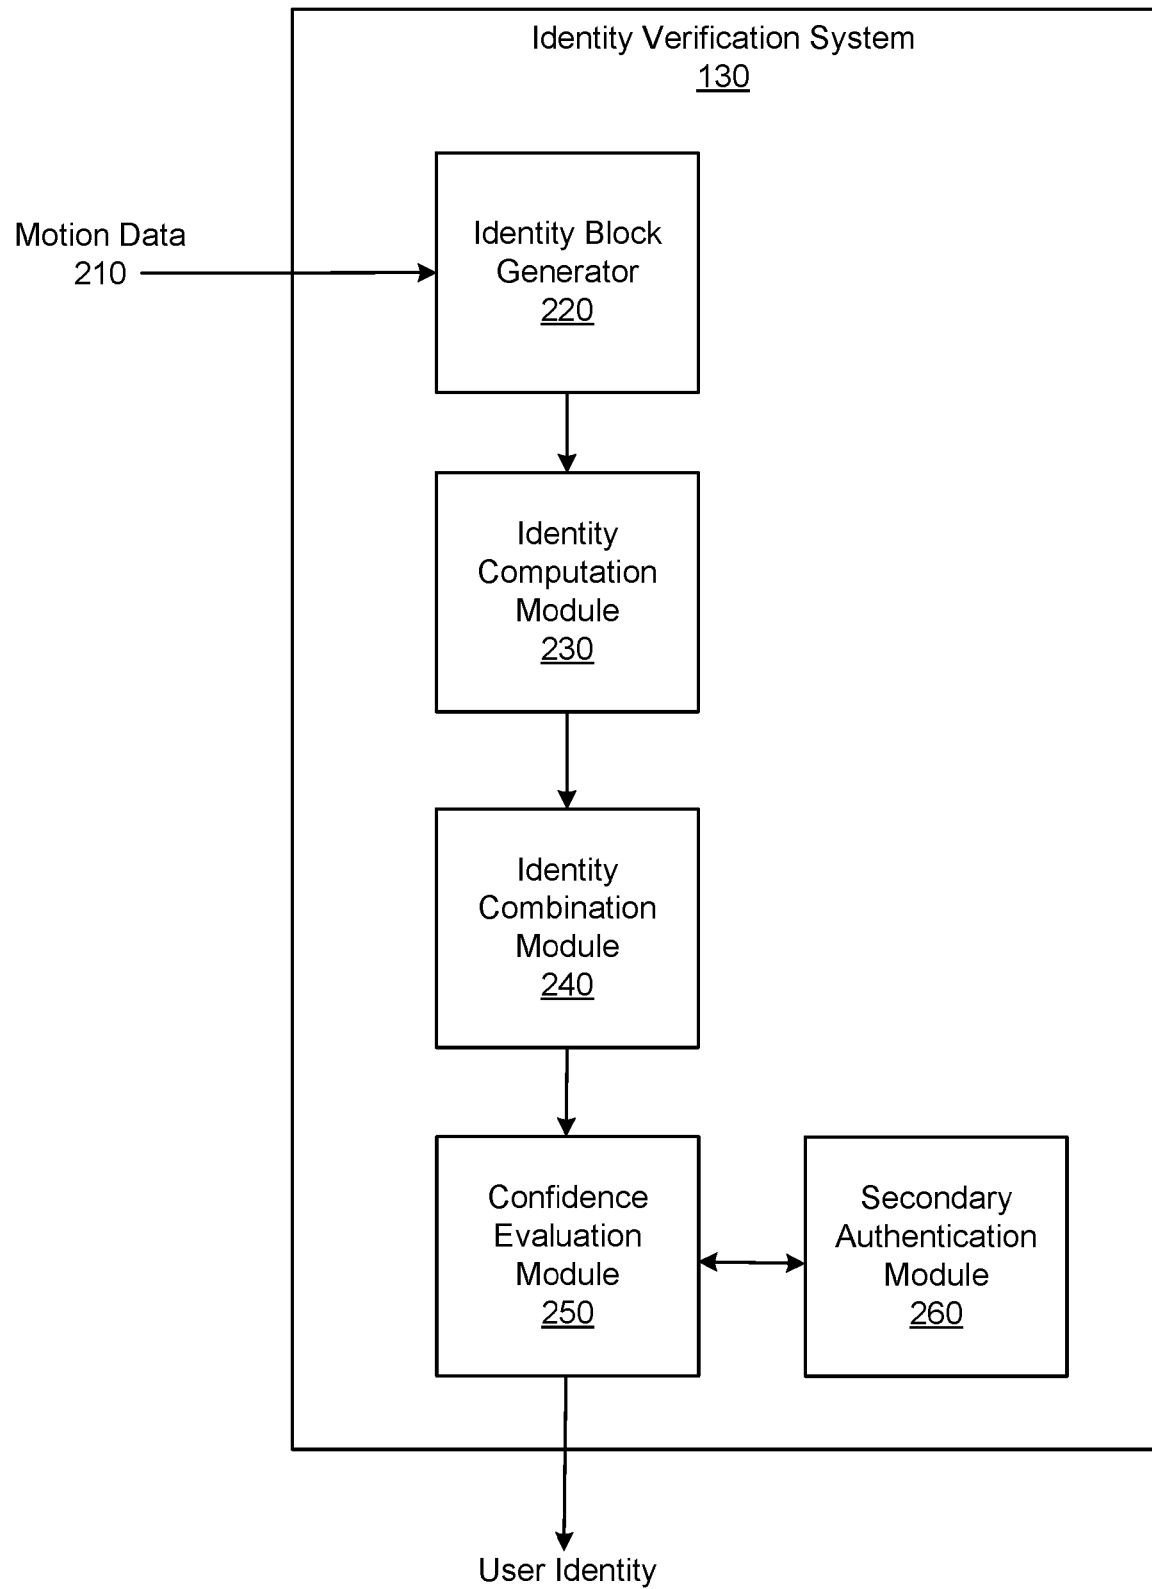 Identity Verification System
130
Motion Data
210
Identity Block
Generator
220
Identity
Computation
Module
230
Identity
Combination
Module
240
Confidence
Evaluation
Module
250
Secondary
Authentication
Module
260
User Identity